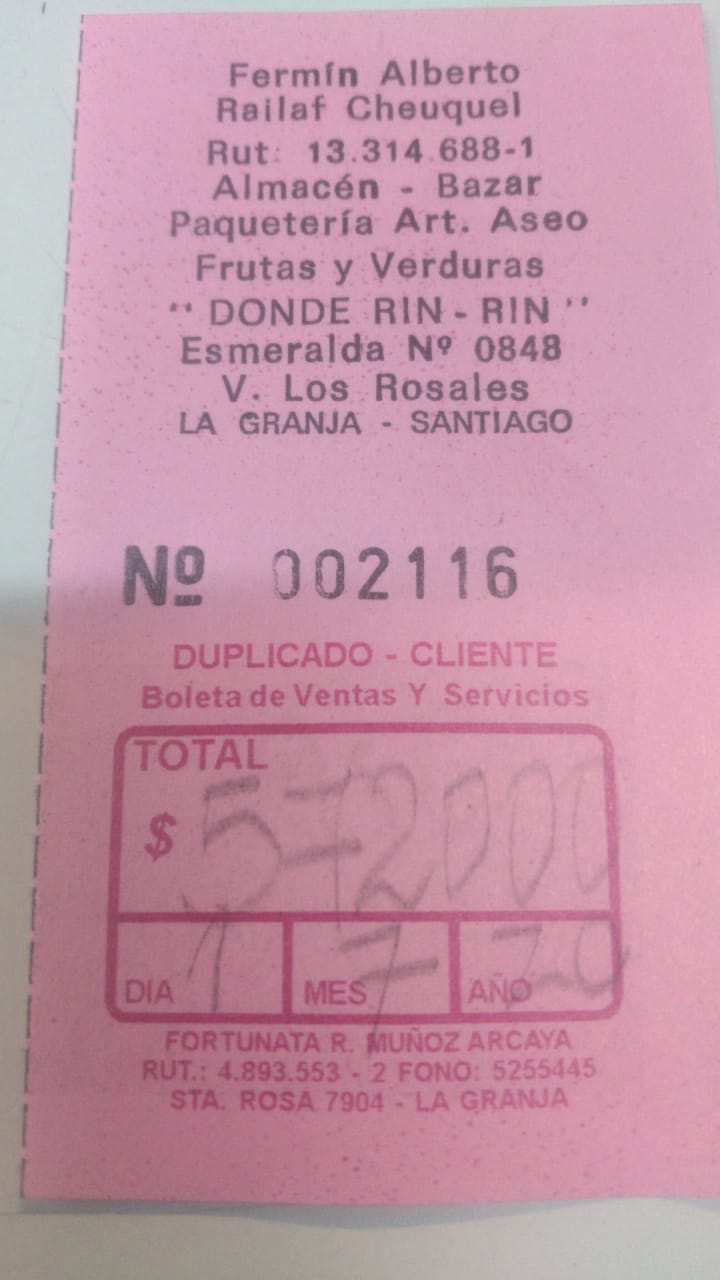 Fermín Alberto
Railaf Cheuquel
Rut: 13.314.688-1
Almacén - Bazar
Paquetería Art. Aseo
Frutas y Verduras
" DONDE RIN - RIN "
Esmeralda Nº 0848
V. Los Rosales
LA GRANJA - SANTIAGO
Nº 002116
DUPLICADO - CLIENTE
Boleta de Ventas Y Servicios
TOTAL
$ 572000
DIA 1 MES 7 AÑO 20
FORTUNATA R. MUÑOZ ARCAYA
RUT.: 4.893.553 - 2 FONO: 5255445
STA. ROSA 7904 - LA GRANJA